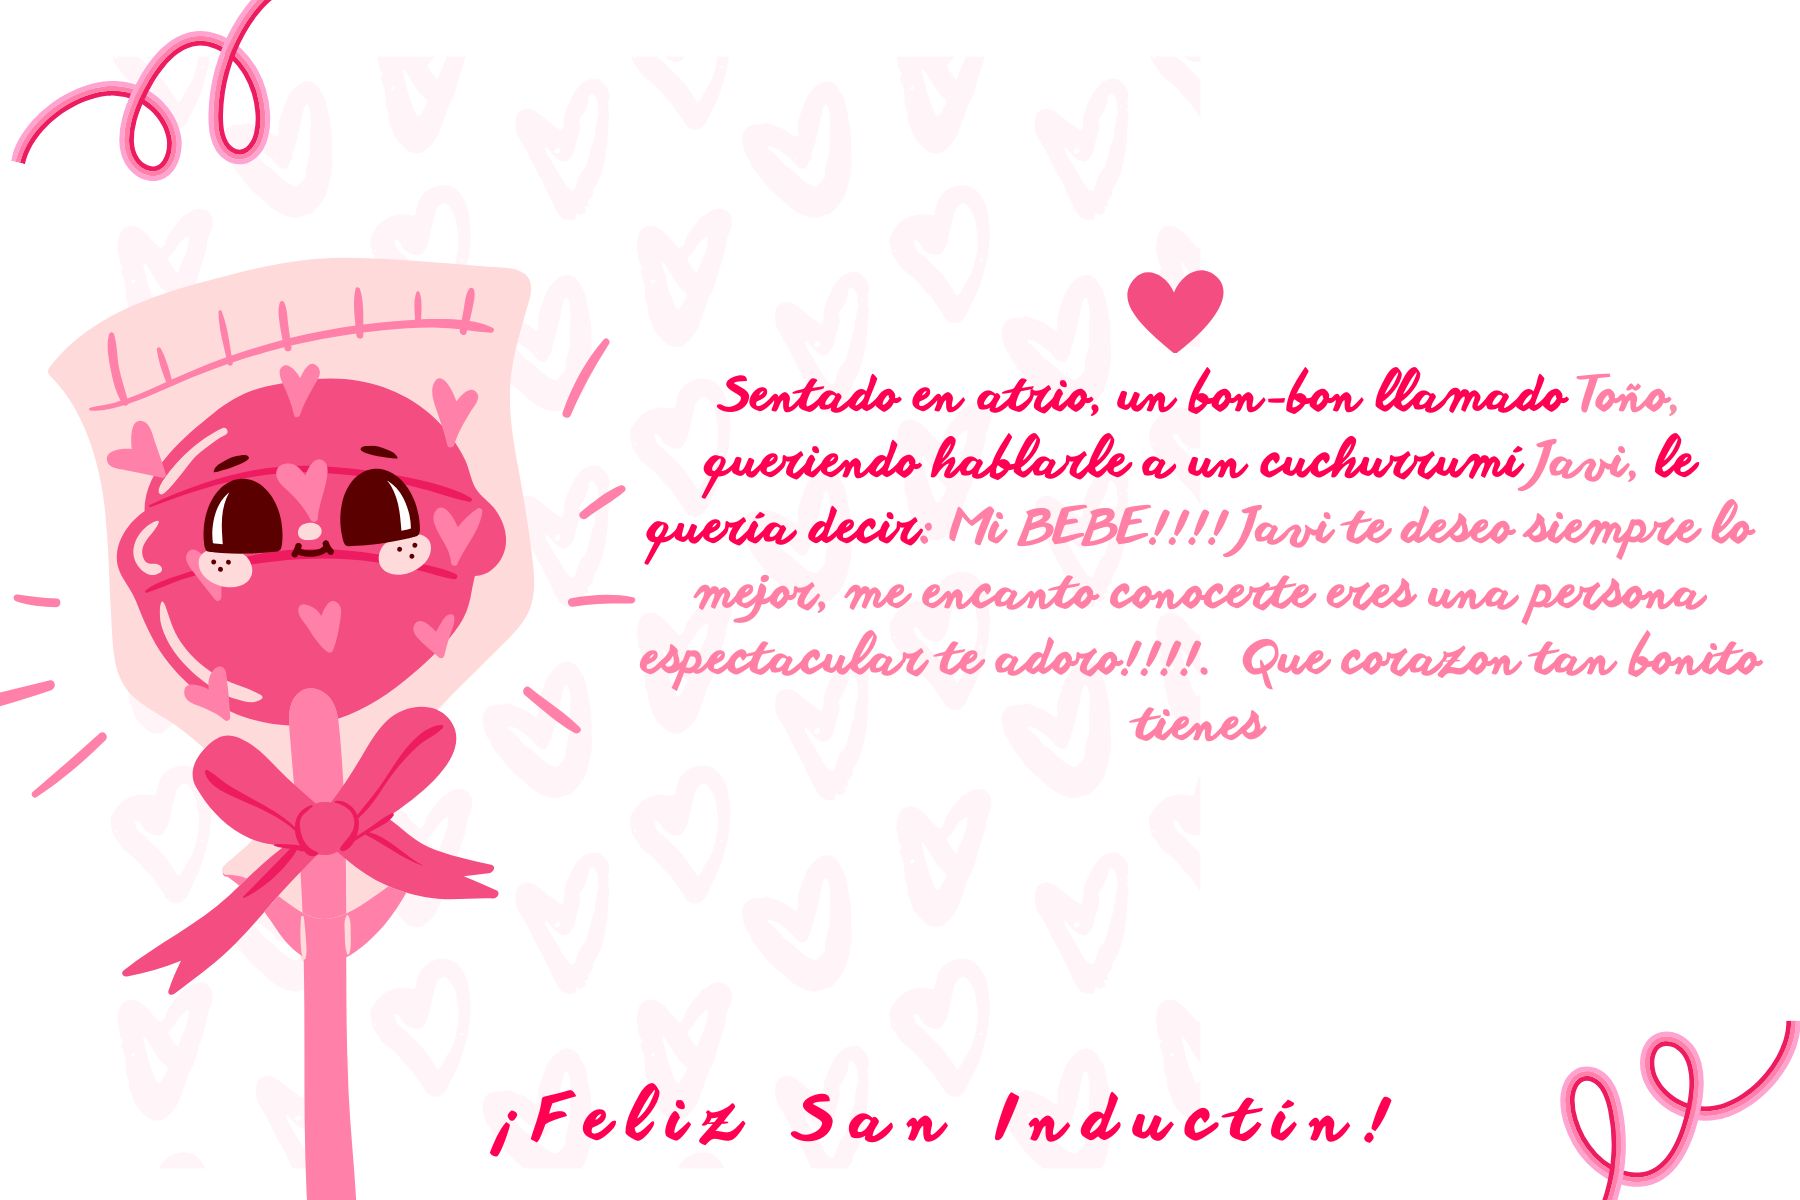 Sentado en atrio, un bon-bon llamado Toño,
queriendo hablarle a un cuchurrumí Javi, le
quería decir: Mi BEBE!!!! Javi te deseo siempre lo
mejor, me encanto conocerte eres una persona
espectacular te adoro!!!!.  Que corazon tan bonito
tienes
¡Feliz San Inductín!